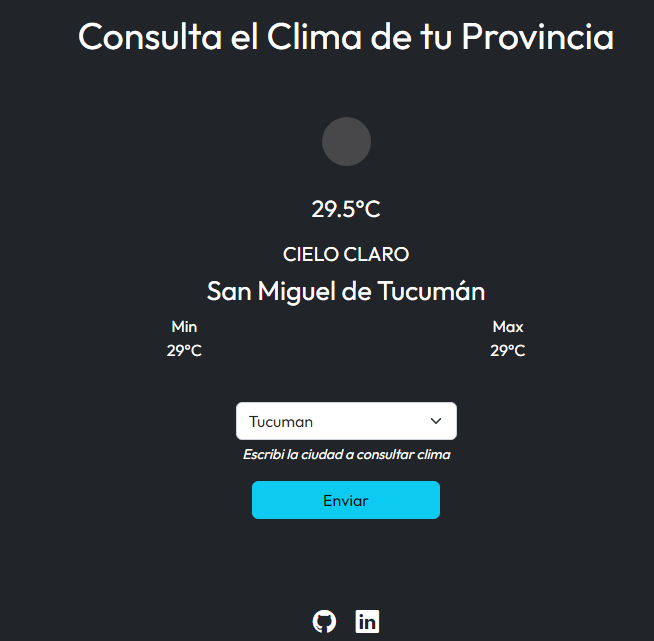 Consulta el Clima de tu Provincia
29.5°C
CIELO CLARO
San Miguel de Tucumán
Min Max
29°C 29°C
Tucuman
Escribi la ciudad a consultar clima
Enviar
in